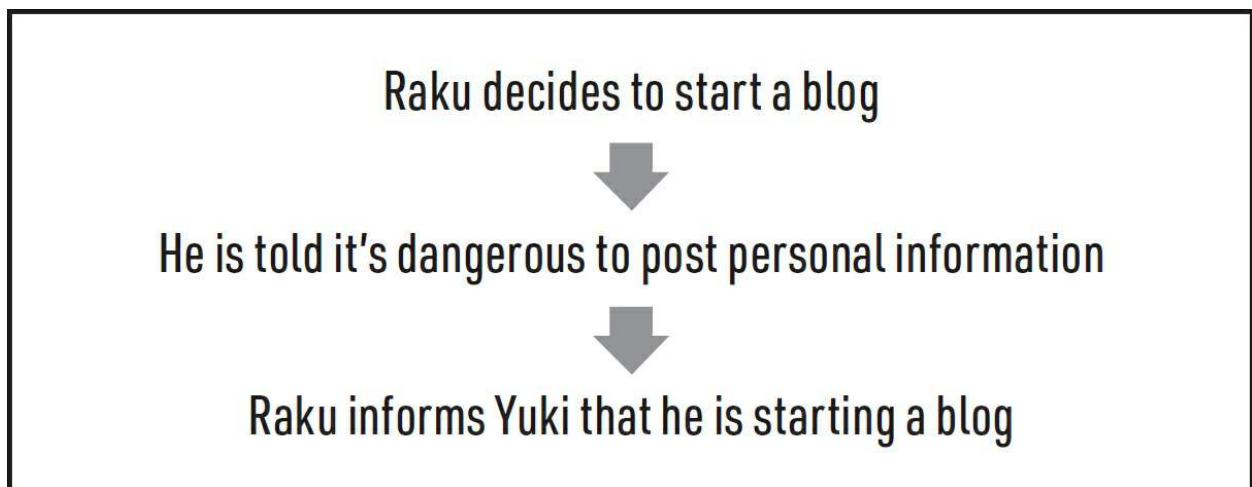 Raku decides to start a blog
He is told it's dangerous to post personal information
Raku informs Yuki that he is starting a blog